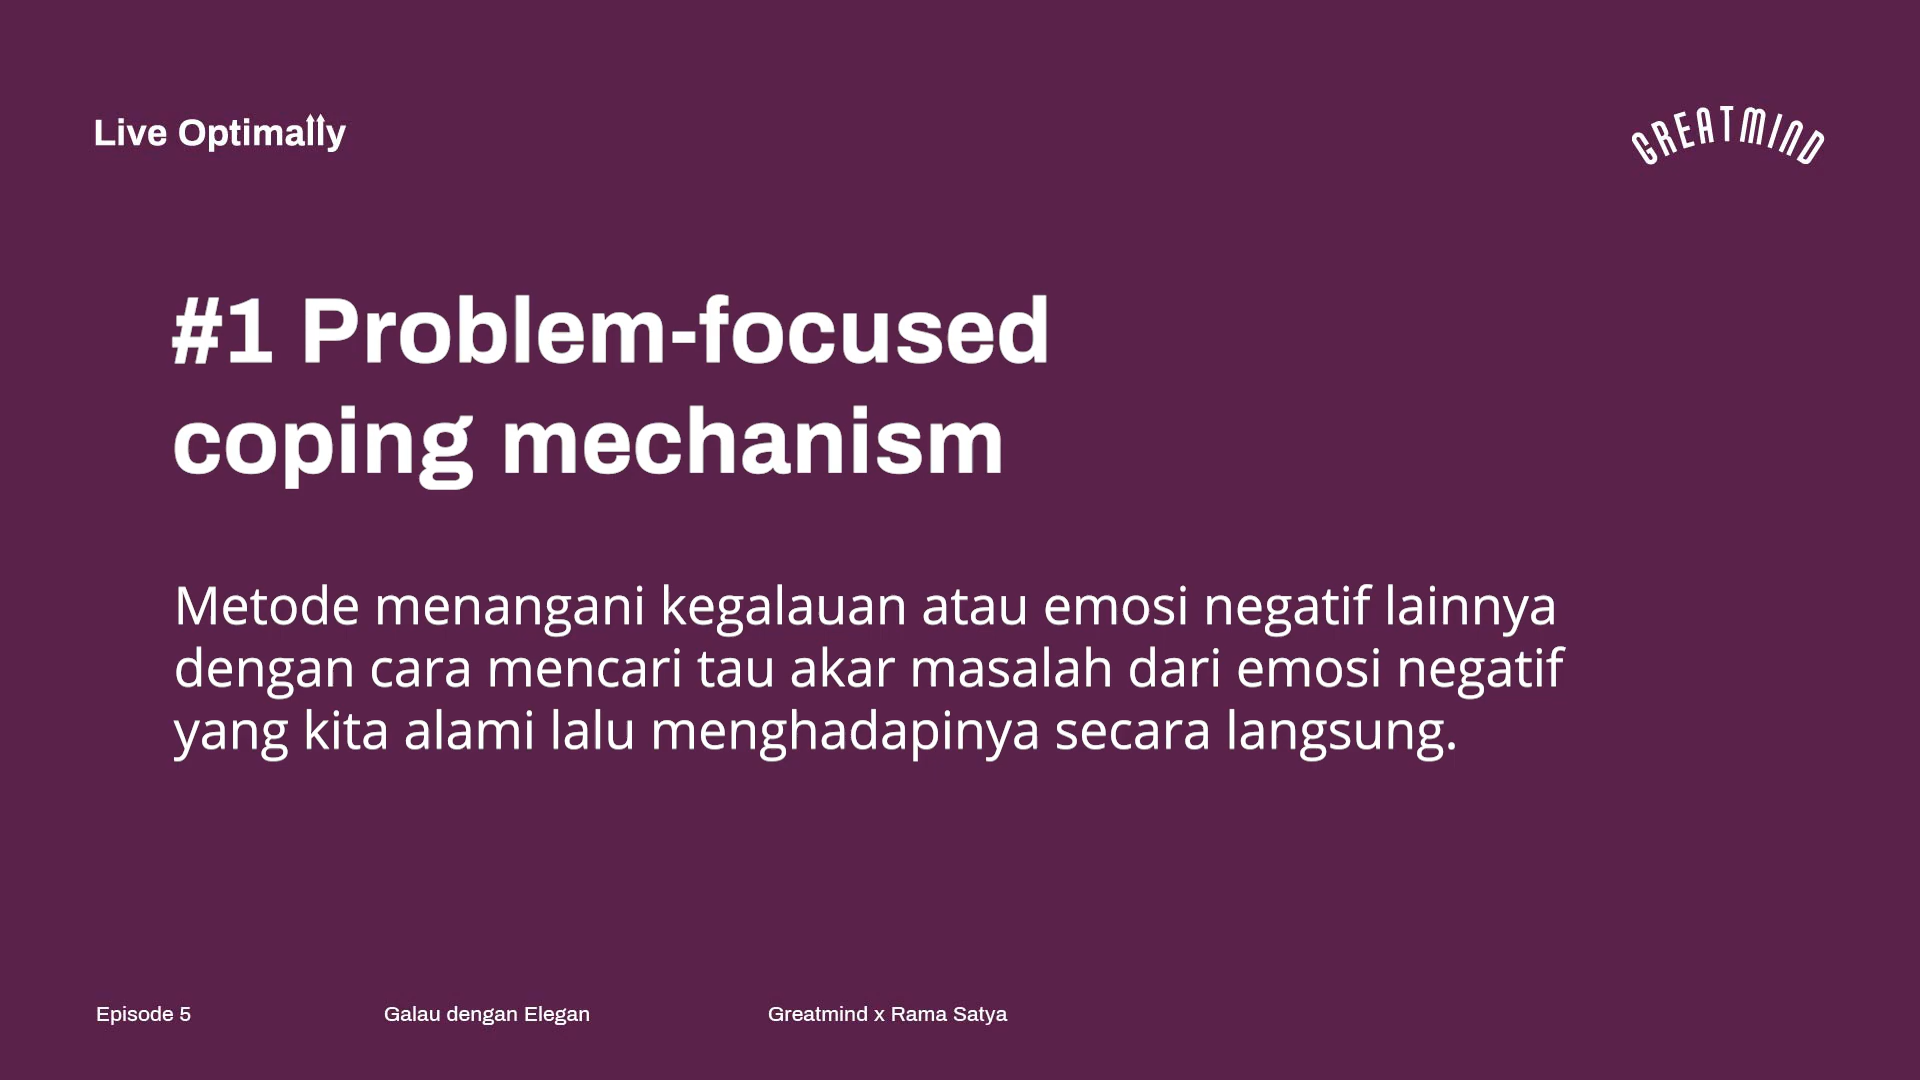 Live Optimally
GREATMIND
#1 Problem-focused
coping mechanism
Metode menangani kegalauan atau emosi negatif lainnya
dengan cara mencari tau akar masalah dari emosi negatif
yang kita alami lalu menghadapinya secara langsung.
Episode 5
Galau dengan Elegan
Greatmind x Rama Satya